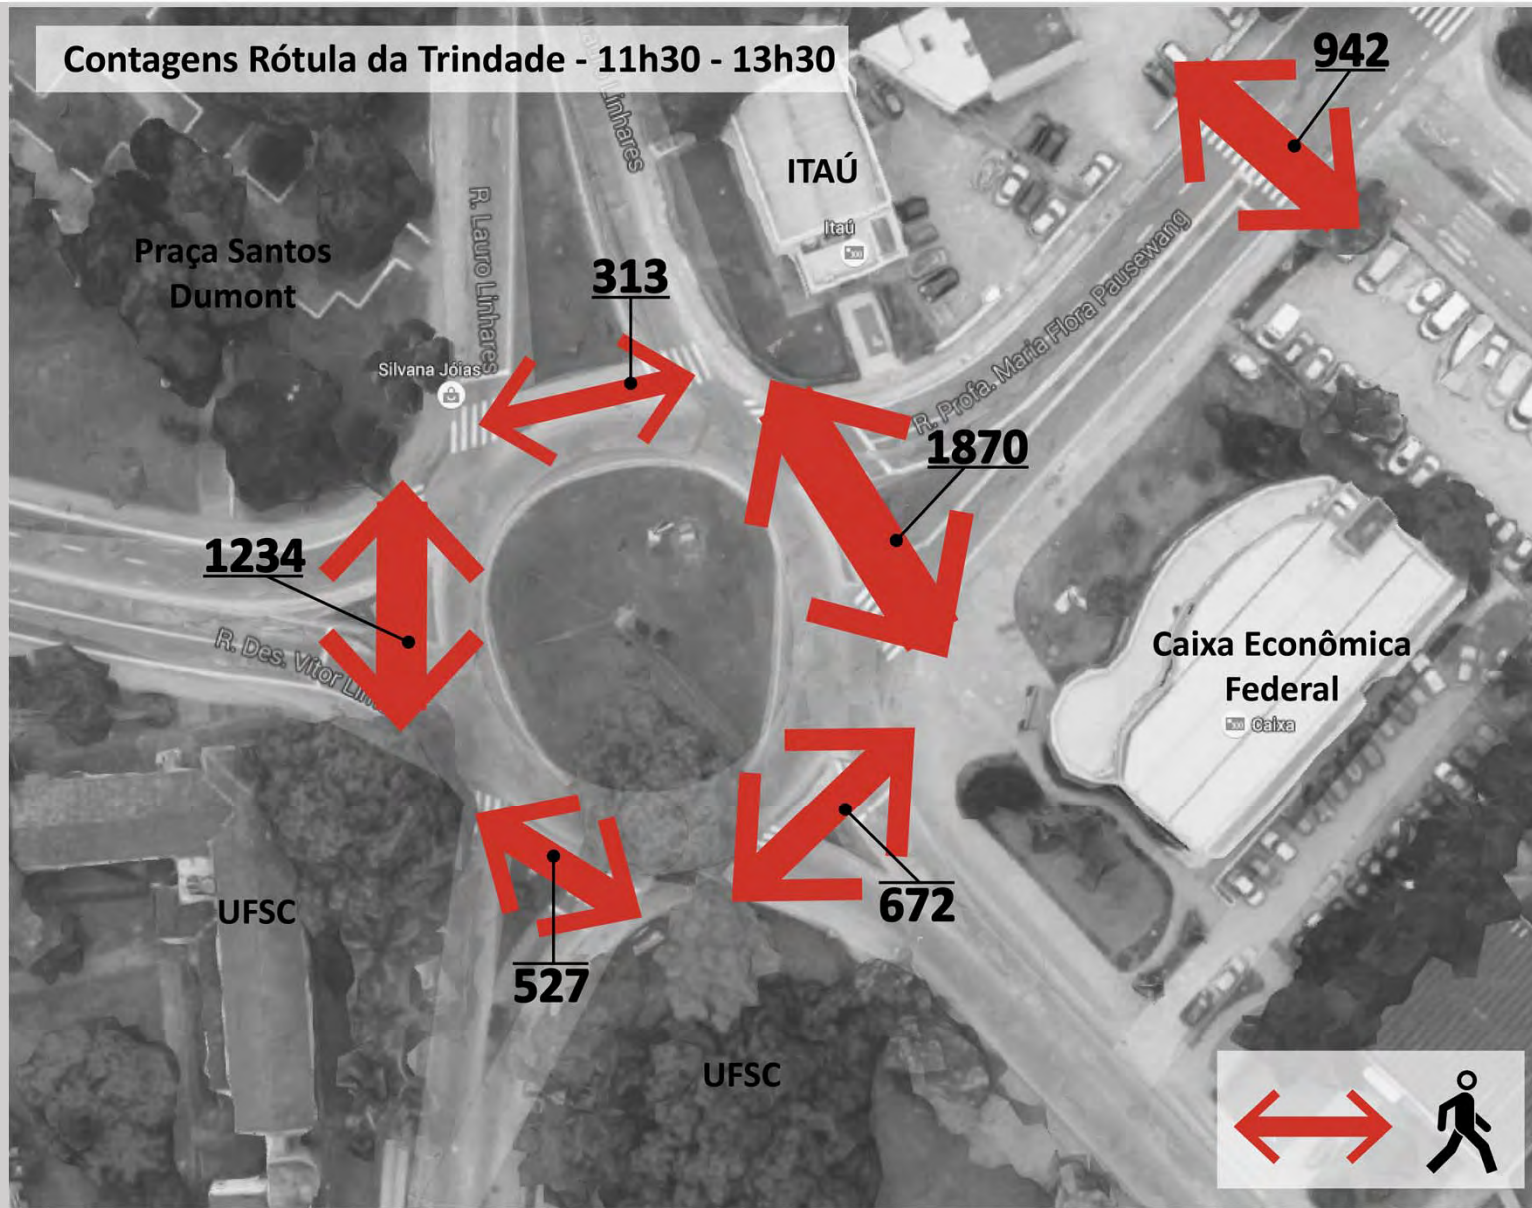 Contagens Rótula da Trindade - 11h30 - 13h30
942
Linhares
ITAÚ
Itaú
R. Lauro Linhares
Praça Santos
Dumont
313
R. Profa. Maria Flora Pausewang
Silvana Jóias
1870
1234
R. Des. Vitor
Caixa Econômica
Federal
Caixa
672
UFSC
527
UFSC